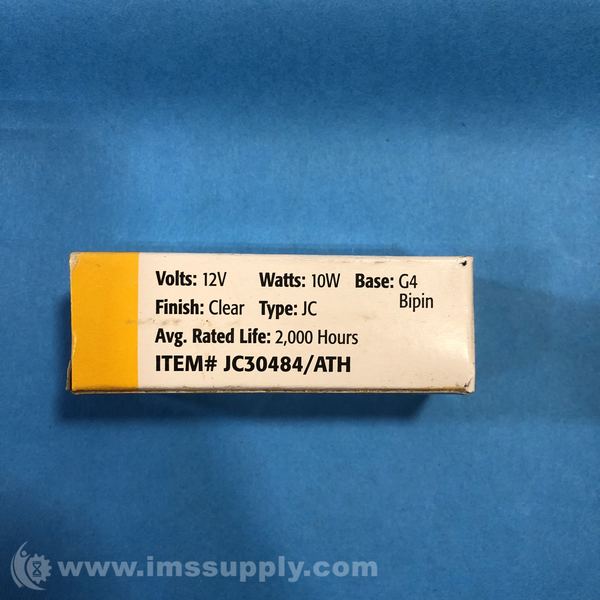 Volts: 12V Watts: 10W Base: G4
Bipin
Finish: Clear Type: JC
Avg. Rated Life: 2,000 Hours
ITEM# JC30484/ATH
www.imssupply.com